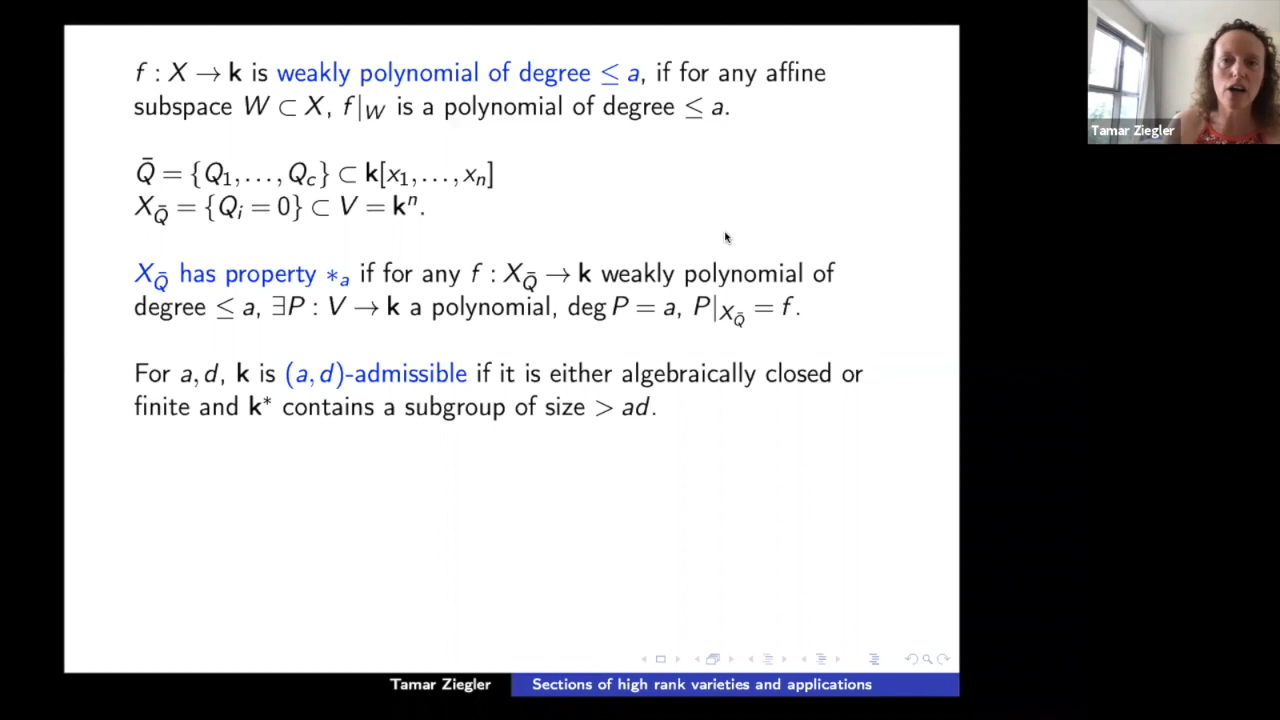 f : X → k is weakly polynomial of degree ≤ a, if for any affine
subspace W ⊂ X, f|_W is a polynomial of degree ≤ a.
Q̄ = {Q₁, . . . , Q_c} ⊂ k[x₁, . . . , x_n]
X_Q̄ = {Q_i = 0} ⊂ V = kⁿ.
X_Q̄ has property *_a if for any f : X_Q̄ → k weakly polynomial of
degree ≤ a, ∃P : V → k a polynomial, deg P = a, P|_{X_Q̄} = f.
For a, d, k is (a, d)-admissible if it is either algebraically closed or
finite and k* contains a subgroup of size > ad.
Tamar Ziegler
Tamar Ziegler Sections of high rank varieties and applications